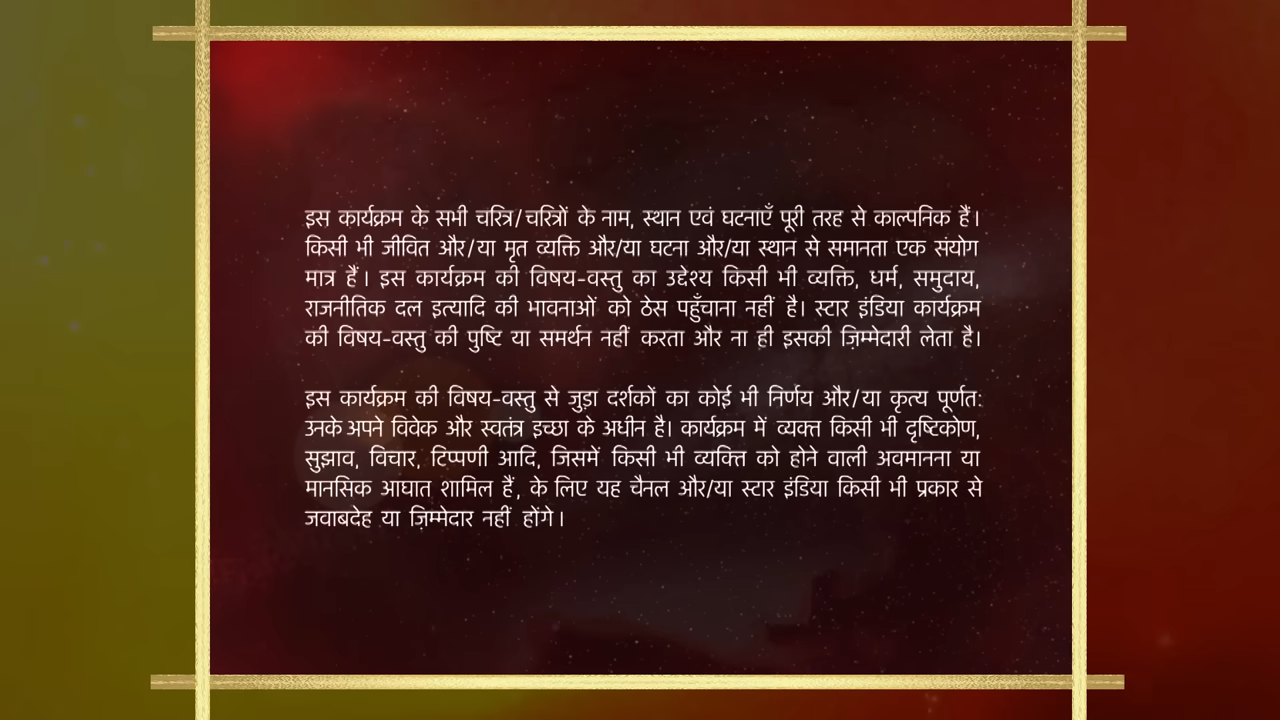 इस कार्यक्रम के सभी चरित्र/चरित्रों के नाम, स्थान एवं घटनाएँ पूरी तरह से काल्पनिक हैं।
किसी भी जीवित और/या मृत व्यक्ति और/या घटना और/या स्थान से समानता एक संयोग
मात्र हैं। इस कार्यक्रम की विषय-वस्तु का उद्देश्य किसी भी व्यक्ति, धर्म, समुदाय,
राजनीतिक दल इत्यादि की भावनाओं को ठेस पहुँचाना नहीं है। स्टार इंडिया कार्यक्रम
की विषय-वस्तु की पुष्टि या समर्थन नहीं करता और ना ही इसकी ज़िम्मेदारी लेता है।
इस कार्यक्रम की विषय-वस्तु से जुड़ा दर्शकों का कोई भी निर्णय और/या कृत्य पूर्णत:
उनके अपने विवेक और स्वतंत्र इच्छा के अधीन है। कार्यक्रम में व्यक्त किसी भी दृष्टिकोण,
सुझाव, विचार, टिप्पणी आदि, जिसमें किसी भी व्यक्ति को होने वाली अवमानना या
मानसिक आघात शामिल हैं, के लिए यह चैनल और/या स्टार इंडिया किसी भी प्रकार से
जवाबदेह या ज़िम्मेदार नहीं होंगे।